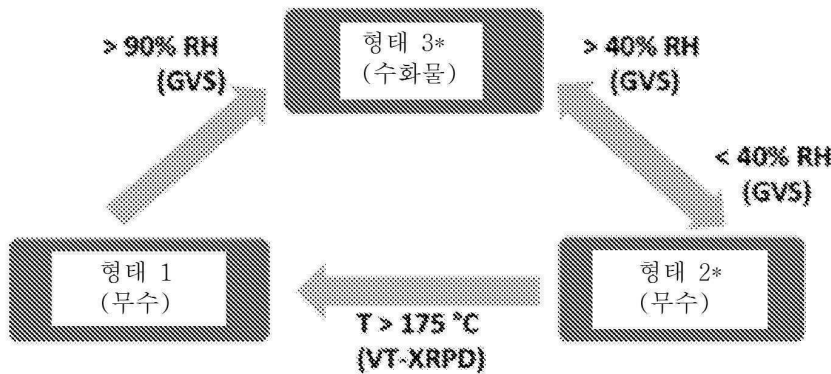 > 90% RH
(GVS)
형태 3*
(수화물)
> 40% RH
(GVS)
< 40% RH
(GVS)
형태 1
(무수)
T > 175 °C
(VT-XRPD)
형태 2*
(무수)